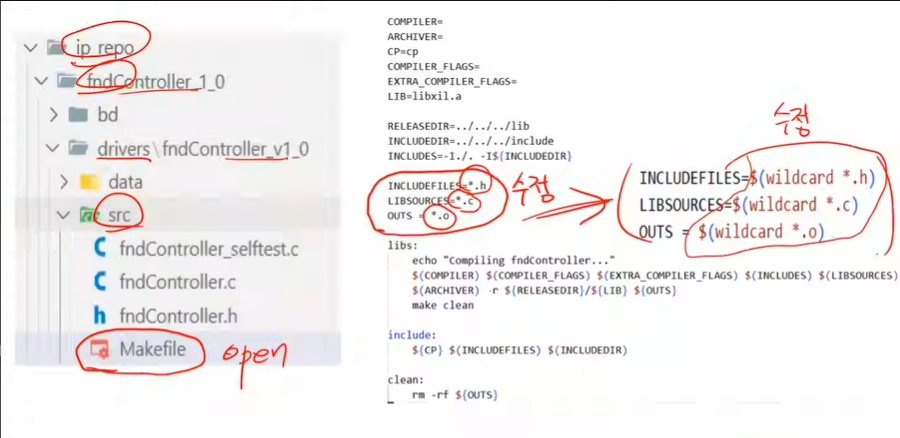 ip_repo
fndController_1_0
bd
drivers\fndController_v1_0
data
src
fndController_selftest.c
fndController.c
fndController.h
Makefile
open
COMPILER=
ARCHIVER=
CP=cp
COMPILER_FLAGS=
EXTRA_COMPILER_FLAGS=
LIB=libxil.a
RELEASEDIR=../../../lib
INCLUDEDIR=../../../include
INCLUDES=-I./. -I${INCLUDEDIR}
INCLUDEFILES=*.h
LIBSOURCES=*.c
OUTS = *.o
수정
수정
INCLUDEFILES=$(wildcard *.h)
LIBSOURCES=$(wildcard *.c)
OUTS = $(wildcard *.o)
libs:
echo "Compiling fndController..."
$(COMPILER) $(COMPILER_FLAGS) $(EXTRA_COMPILER_FLAGS) $(INCLUDES) $(LIBSOURCES)
$(ARCHIVER) -r ${RELEASEDIR}/${LIB} ${OUTS}
make clean
include:
${CP} $(INCLUDEFILES) $(INCLUDEDIR)
clean:
rm -rf ${OUTS}